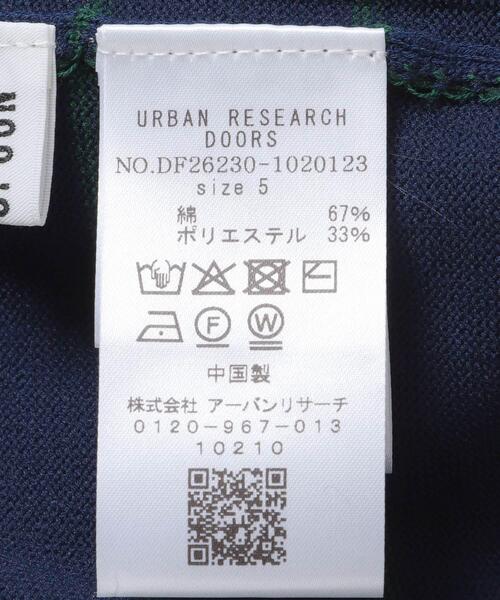 URBAN RESEARCH
DOORS
NO.DF26230-1020123
size 5
綿 67%
ポリエステル 33%
F W
中国製
株式会社 アーバンリサーチ
0120-967-013
10210